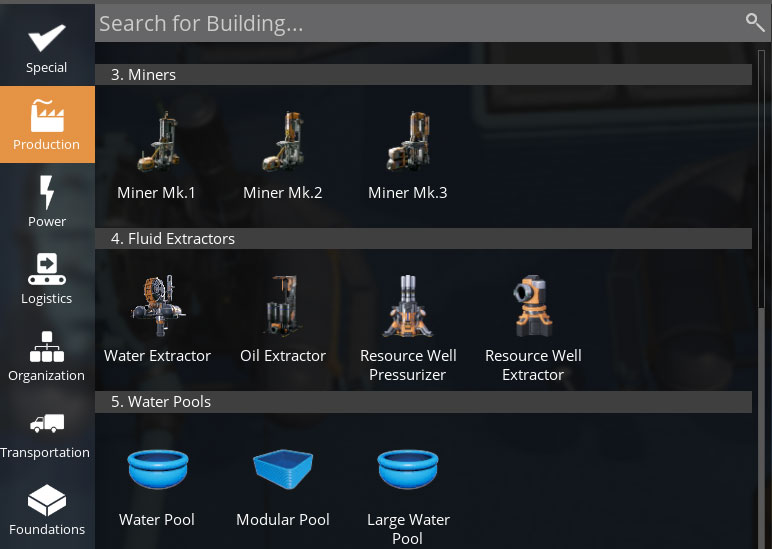 Search for Building...
Special
Production
Power
Logistics
Organization
Transportation
Foundations
3. Miners
Miner Mk.1
Miner Mk.2
Miner Mk.3
4. Fluid Extractors
Water Extractor
Oil Extractor
Resource Well
Pressurizer
Resource Well
Extractor
5. Water Pools
Water Pool
Modular Pool
Large Water
Pool